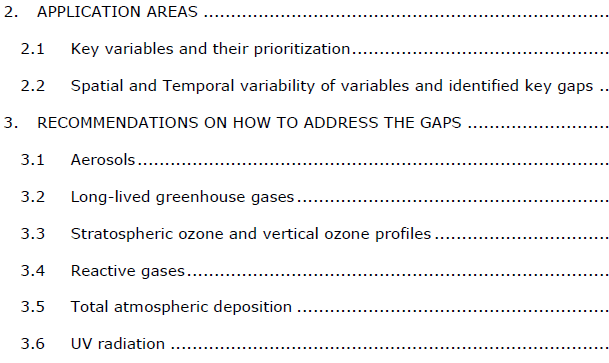 2. APPLICATION AREAS ................................................................
2.1 Key variables and their prioritization................................................
2.2 Spatial and Temporal variability of variables and identified key gaps ..
3. RECOMMENDATIONS ON HOW TO ADDRESS THE GAPS .........................
3.1 Aerosols................................................................................
3.2 Long-lived greenhouse gases......................................................
3.3 Stratospheric ozone and vertical ozone profiles................................
3.4 Reactive gases........................................................................
3.5 Total atmospheric deposition ......................................................
3.6 UV radiation ..........................................................................